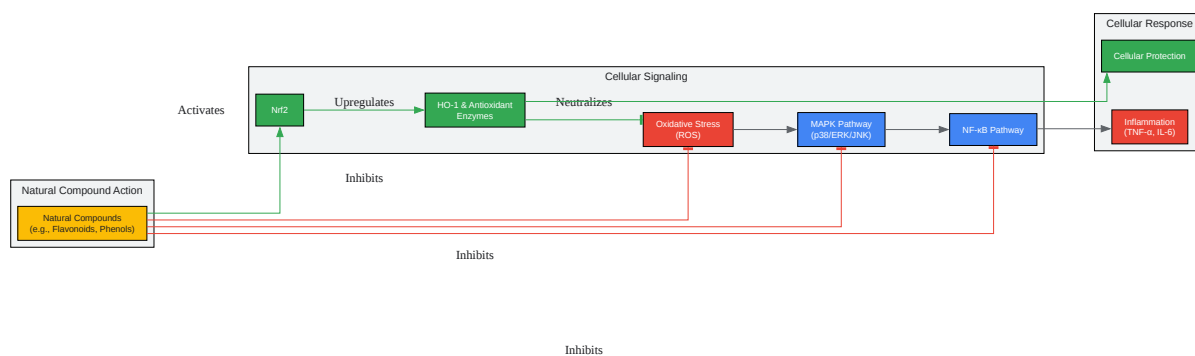 Cellular Response
Cellular Protection
Cellular Signaling
Nrf2
Activates
Upregulates
HO-1 & Antioxidant
Enzymes
Neutralizes
Oxidative Stress
(ROS)
MAPK Pathway
(p38/ERK/JNK)
NF-κB Pathway
Inflammation
(TNF-α, IL-6)
Inhibits
Natural Compound Action
Natural Compounds
(e.g., Flavonoids, Phenols)
Inhibits
Inhibits